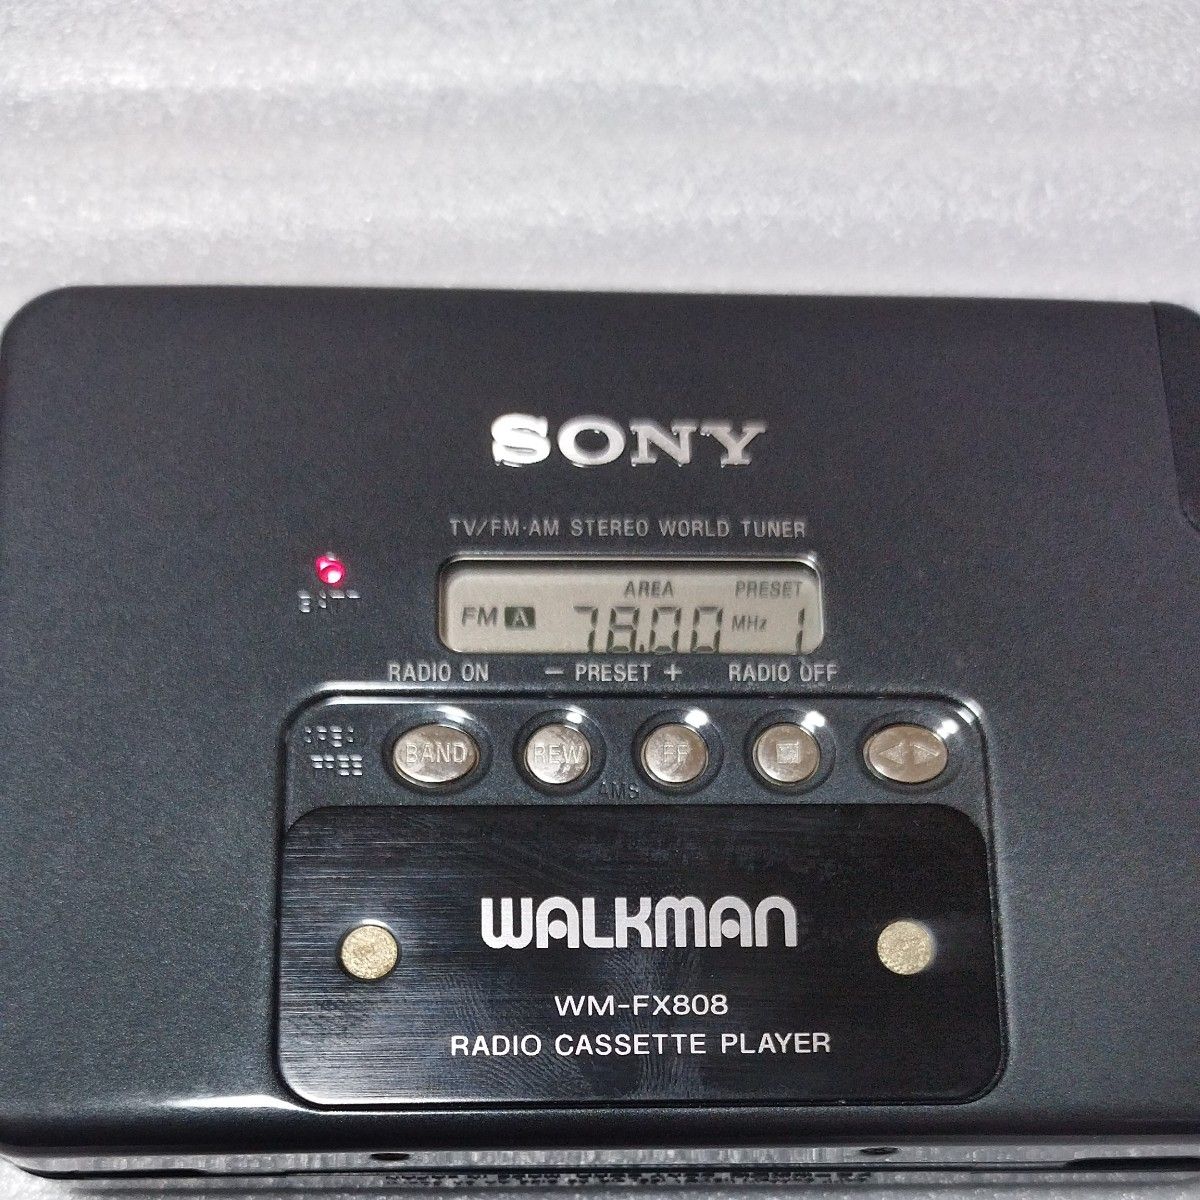 SONY
TV/FM·AM STEREO WORLD TUNER
BATT
AREA PRESET
FM A 78.00 MHz 1
RADIO ON − PRESET + RADIO OFF
BAND REW FF
AMS
WALKMAN
WM-FX808
RADIO CASSETTE PLAYER